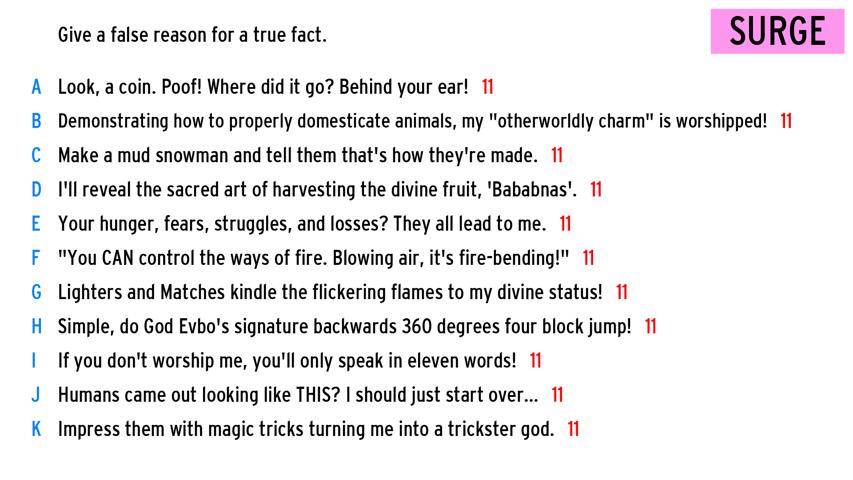 Give a false reason for a true fact.
SURGE
A Look, a coin. Poof! Where did it go? Behind your ear! 11
B Demonstrating how to properly domesticate animals, my "otherworldly charm" is worshipped! 11
C Make a mud snowman and tell them that's how they're made. 11
D I'll reveal the sacred art of harvesting the divine fruit, 'Bababnas'. 11
E Your hunger, fears, struggles, and losses? They all lead to me. 11
F "You CAN control the ways of fire. Blowing air, it's fire-bending!" 11
G Lighters and Matches kindle the flickering flames to my divine status! 11
H Simple, do God Evbo's signature backwards 360 degrees four block jump! 11
I If you don't worship me, you'll only speak in eleven words! 11
J Humans came out looking like THIS? I should just start over... 11
K Impress them with magic tricks turning me into a trickster god. 11